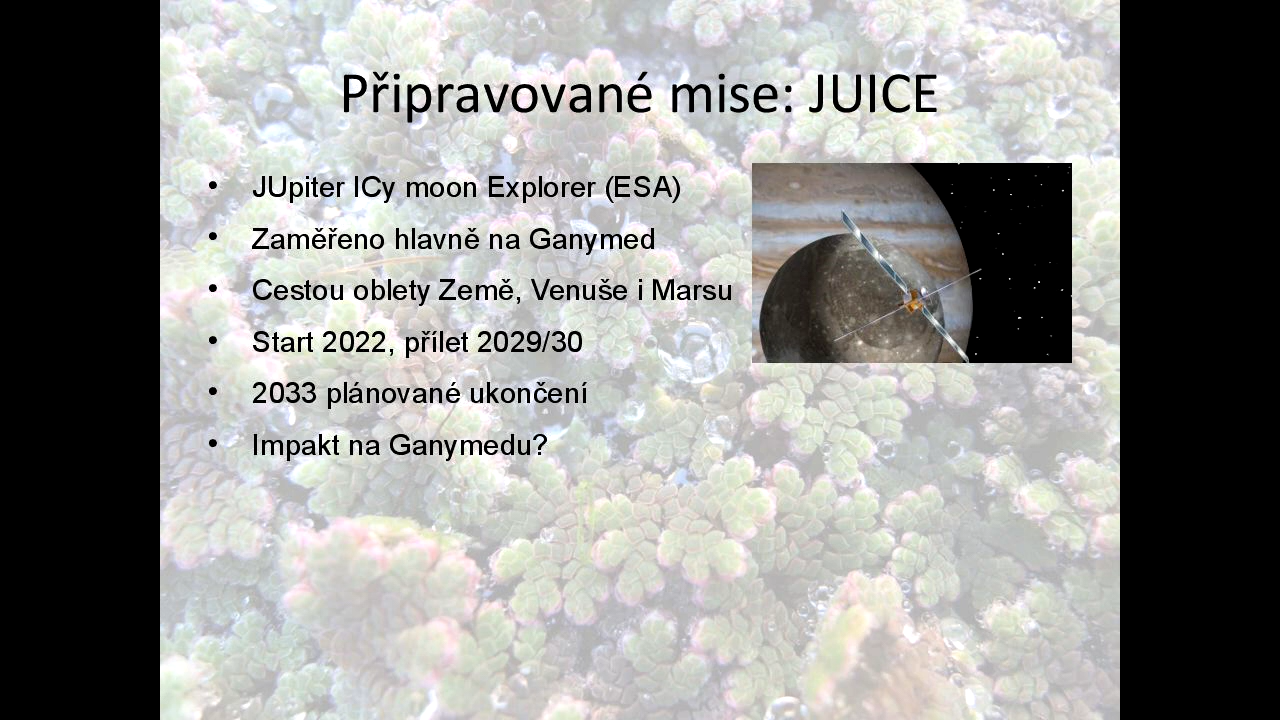 Připravované mise: JUICE
• JUpiter ICy moon Explorer (ESA)
• Zaměřeno hlavně na Ganymed
• Cestou oblety Země, Venuše i Marsu
• Start 2022, přílet 2029/30
• 2033 plánované ukončení
• Impakt na Ganymedu?